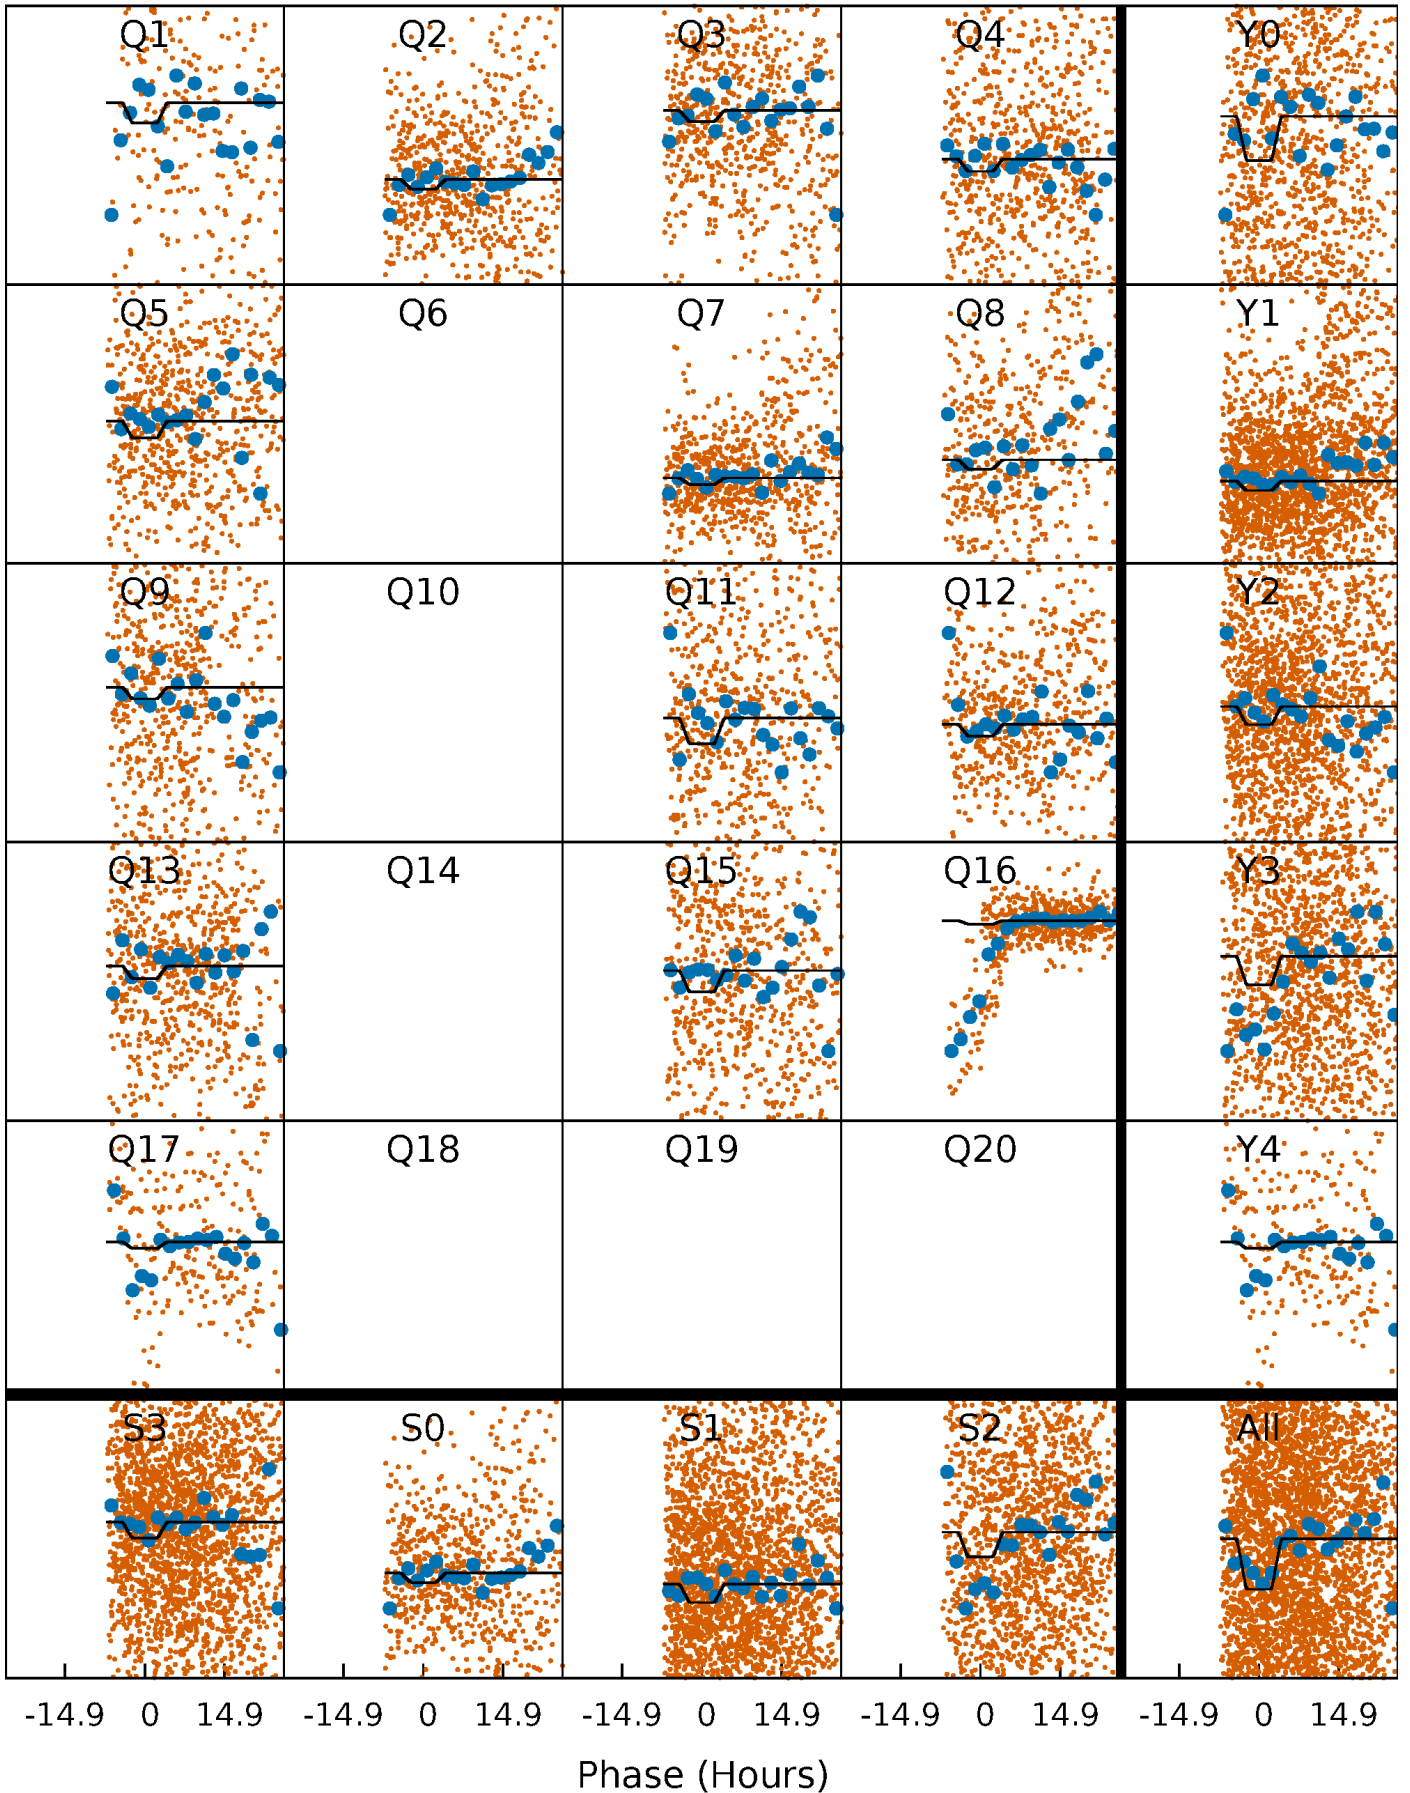 Q1 Q2 Q3 Q4 Y0
Q5 Q6 Q7 Q8 Y1
Q9 Q10 Q11 Q12 Y2
Q13 Q14 Q15 Q16 Y3
Q17 Q18 Q19 Q20 Y4
S3 S0 S1 S2 All
-14.9 0 14.9 -14.9 0 14.9 -14.9 0 14.9 -14.9 0 14.9 -14.9 0 14.9
Phase (Hours)